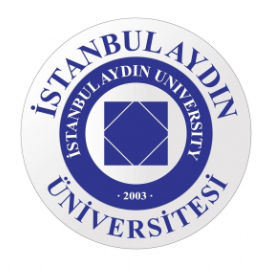 İSTANBUL AYDIN
İSTANBUL AYDIN UNIVERSITY
· 2003 ·
ÜNİVERSİTESİ